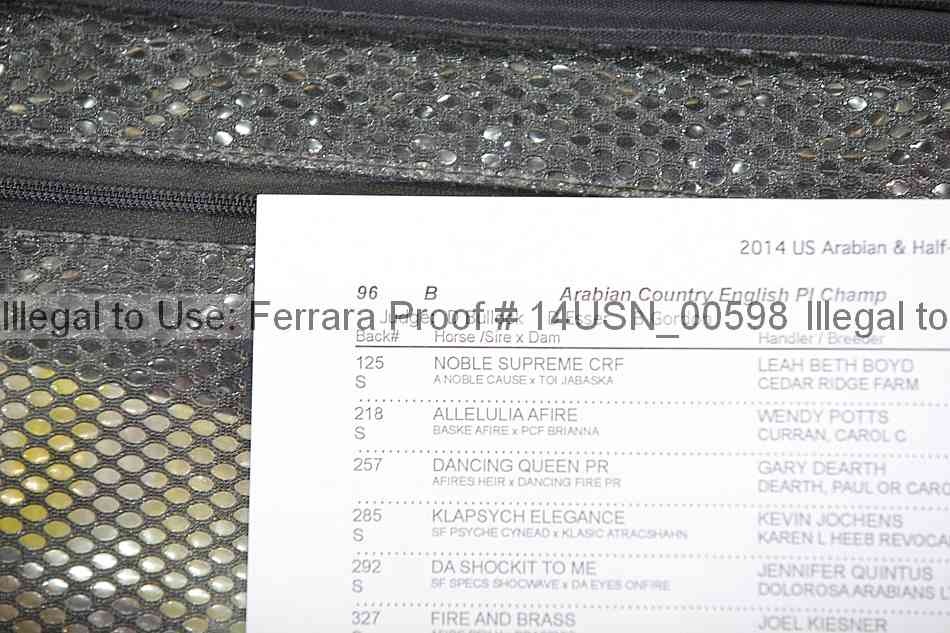 2014 US Arabian & Half-
96 B Arabian Country English Pl Champ
Illegal to Use: Ferrara Proof # 14USN_00598 Illegal to
Back# Horse /Sire x Dam Handler / Breeder
125 NOBLE SUPREME CRF LEAH BETH BOYD
S A NOBLE CAUSE x TOI JABASKA CEDAR RIDGE FARM
218 ALLELULIA AFIRE WENDY POTTS
S BASKE AFIRE x PCF BRIANNA CURRAN, CAROL C
257 DANCING QUEEN PR GARY DEARTH
AFIRES HEIR x DANCING FIRE PR DEARTH, PAUL OR CARO
285 KLAPSYCH ELEGANCE KEVIN JOCHENS
S SF PSYCHE CYNEAD x KLASIC ATRACSHAHN KAREN L HEEB REVOCA
292 DA SHOCKIT TO ME JENNIFER QUINTUS
S SF SPECS SHOCWAVE x DA EYES ONFIRE DOLOROSA ARABIANS L
327 FIRE AND BRASS JOEL KIESNER